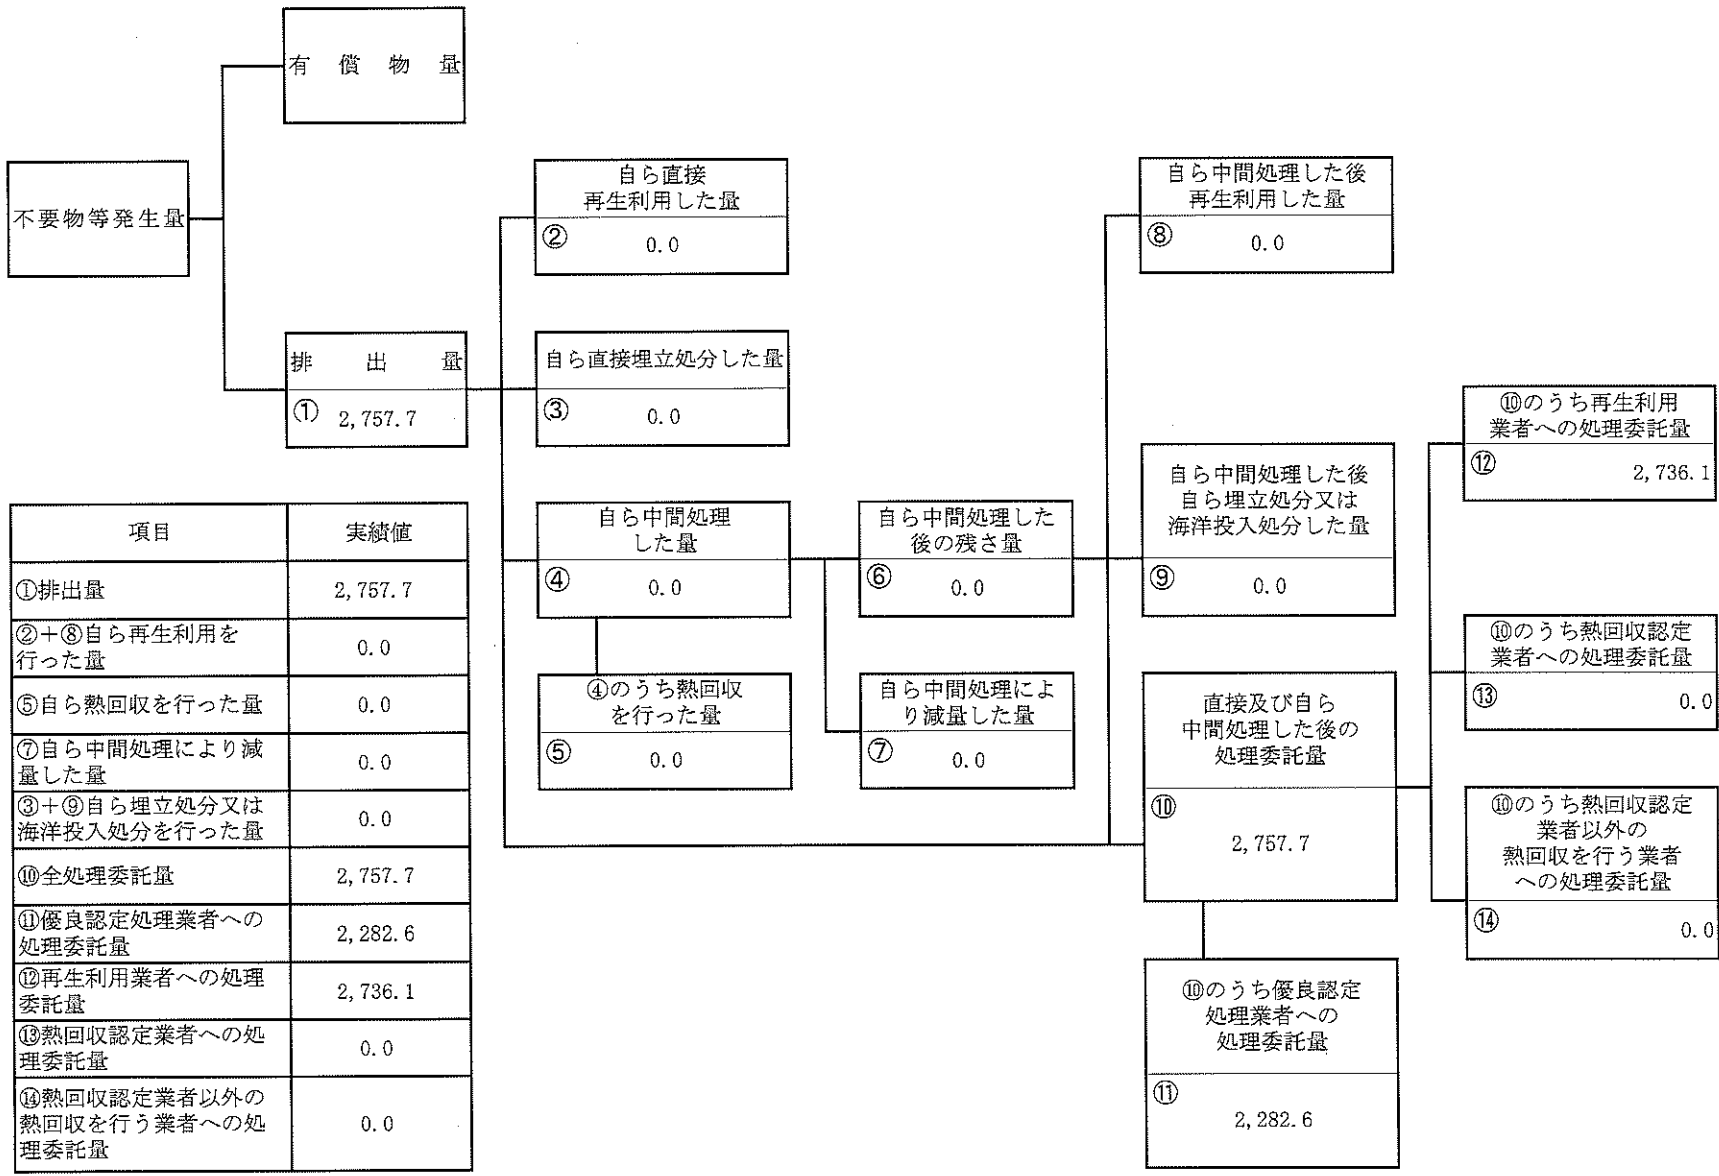 有償物量
不要物等発生量
排出量
① 2,757.7
自ら直接
再生利用した量
② 0.0
自ら直接埋立処分した量
③ 0.0
自ら中間処理
した量
④ 0.0
④のうち熱回収
を行った量
⑤ 0.0
自ら中間処理した
後の残さ量
⑥ 0.0
自ら中間処理によ
り減量した量
⑦ 0.0
自ら中間処理した後
再生利用した量
⑧ 0.0
自ら中間処理した後
自ら埋立処分又は
海洋投入処分した量
⑨ 0.0
直接及び自ら
中間処理した後の
処理委託量
⑩
2,757.7
⑩のうち優良認定
処理業者への
処理委託量
⑪
2,282.6
⑩のうち再生利用
業者への処理委託量
⑫ 2,736.1
⑩のうち熱回収認定
業者への処理委託量
⑬ 0.0
⑩のうち熱回収認定
業者以外の
熱回収を行う業者
への処理委託量
⑭ 0.0
項目 実績値
①排出量 2,757.7
②+⑧自ら再生利用を
行った量 0.0
⑤自ら熱回収を行った量 0.0
⑦自ら中間処理により減
量した量 0.0
③+⑨自ら埋立処分又は
海洋投入処分を行った量 0.0
⑩全処理委託量 2,757.7
⑪優良認定処理業者への
処理委託量 2,282.6
⑫再生利用業者への処理
委託量 2,736.1
⑬熱回収認定業者への処
理委託量 0.0
⑭熱回収認定業者以外の
熱回収を行う業者への処
理委託量 0.0